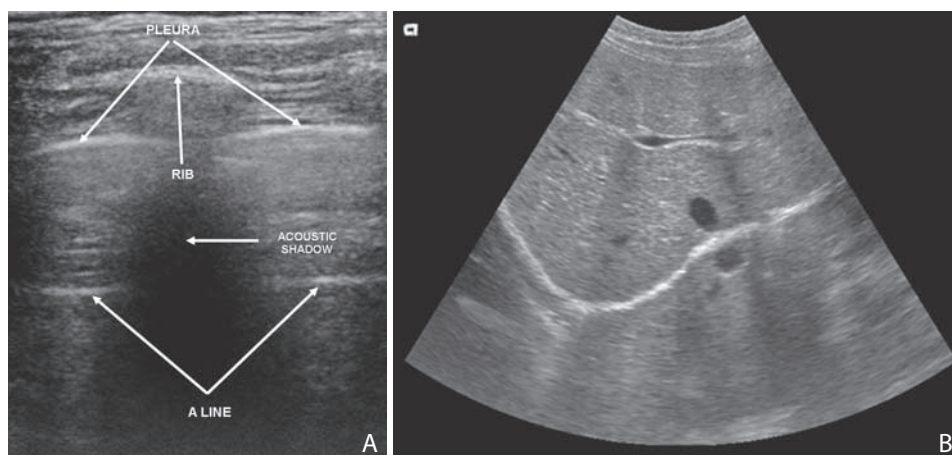 PLEURA
RIB
ACOUSTIC
SHADOW
A LINE
A
B